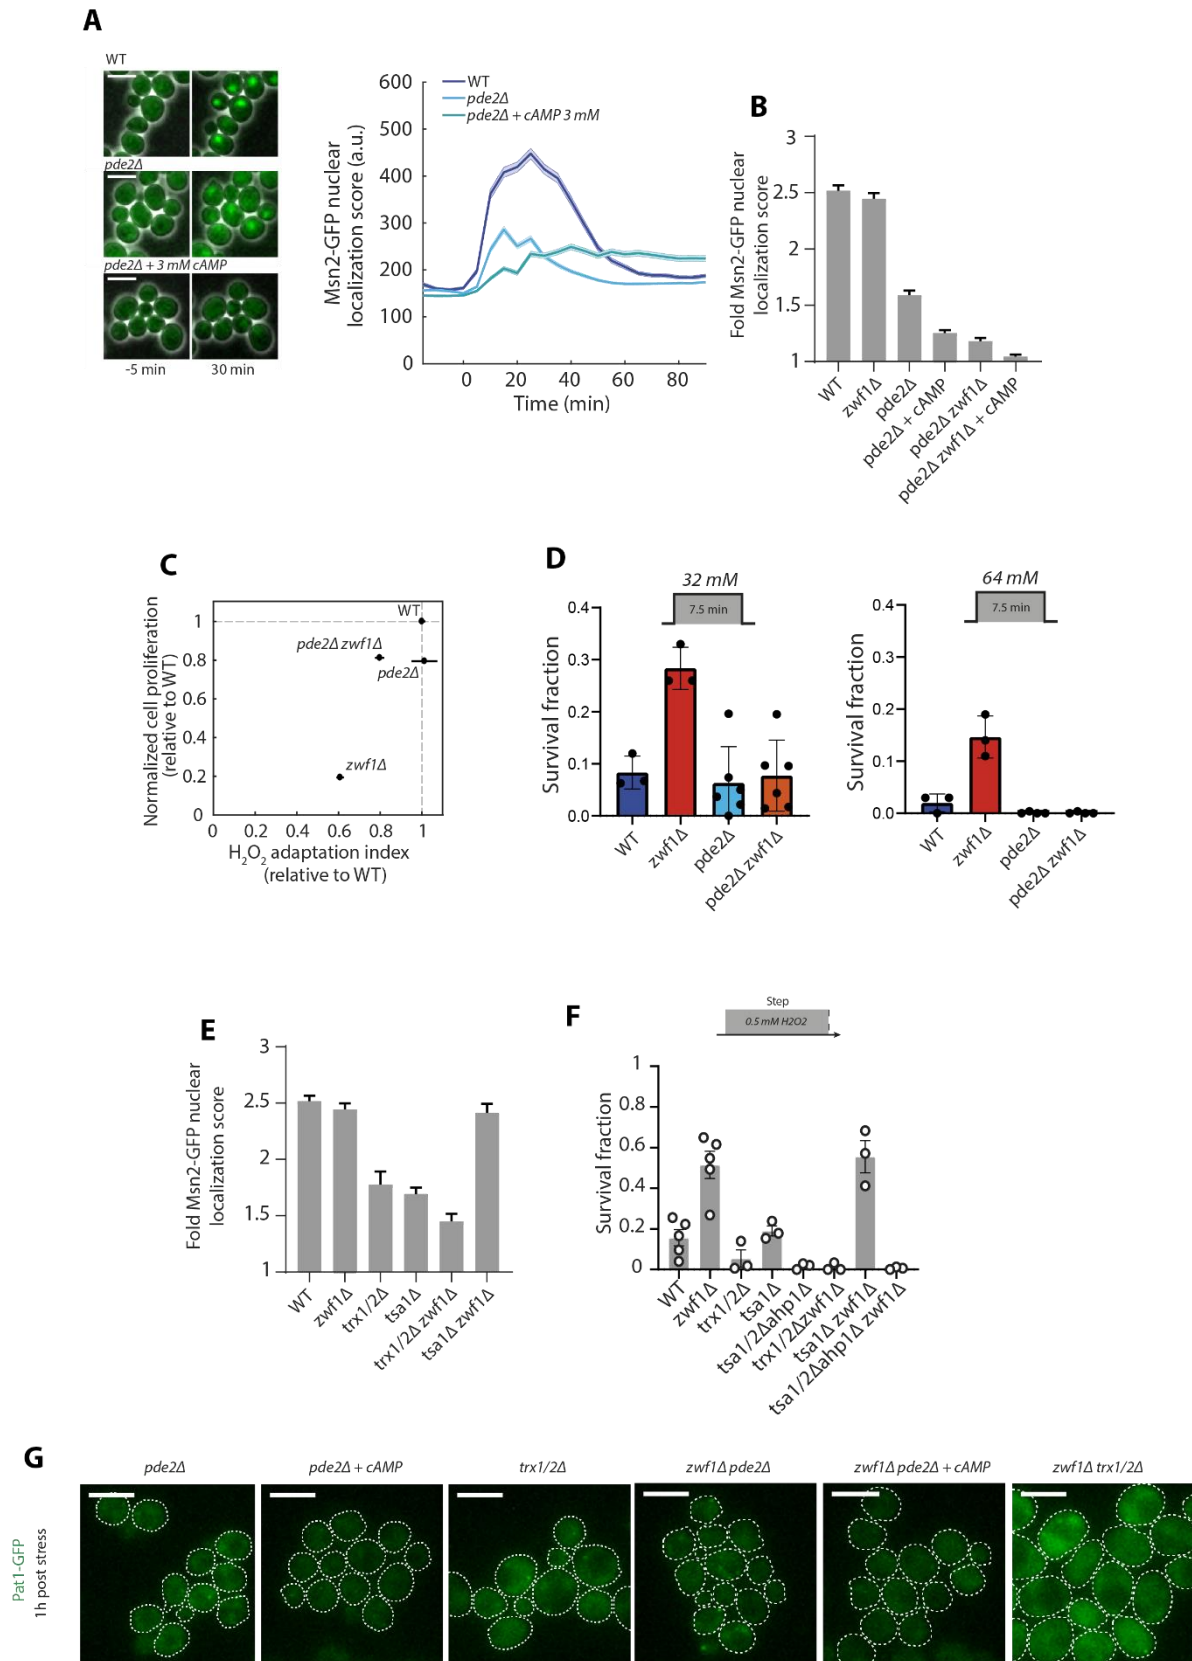 A
WT
pde2Δ
pde2Δ + 3 mM cAMP
-5 min
30 min
Msn2-GFP nuclear
localization score (a.u.)
600
500
400
300
200
100
0
WT
pde2Δ
pde2Δ + cAMP 3 mM
0
20
40
60
80
Time (min)
B
Fold Msn2-GFP nuclear
localization score
3
2.5
1.5
1
WT
zwf1Δ
pde2Δ
pde2Δ + cAMP
pde2Δ zwf1Δ
pde2Δ zwf1Δ + cAMP
C
Normalized cell proliferation
(relative to WT)
1
0.8
0.6
0.4
0.2
0
WT
pde2Δ zwf1Δ
pde2Δ
zwf1Δ
0
0.2
0.4
0.6
0.8
1
H2O2 adaptation index
(relative to WT)
D
32 mM
7.5 min
Survival fraction
0.4
0.3
0.2
0.1
0.0
WT
zwf1Δ
pde2Δ
pde2Δ zwf1Δ
64 mM
7.5 min
Survival fraction
0.4
0.3
0.2
0.1
0.0
WT
zwf1Δ
pde2Δ
pde2Δ zwf1Δ
E
Fold Msn2-GFP nuclear
localization score
3
2.5
2
1.5
1
WT
zwf1Δ
trx1/2Δ
tsa1Δ
trx1/2Δ zwf1Δ
tsa1Δ zwf1Δ
F
Step
0.5 mM H2O2
Survival fraction
1
0.8
0.6
0.4
0.2
0
WT
zwf1Δ
trx1/2Δ
tsa1Δ
tsa1/2Δahp1Δ
trx1/2Δzwf1Δ
tsa1Δ zwf1Δ
tsa1/2Δahp1Δ zwf1Δ
G
pde2Δ
pde2Δ + cAMP
trx1/2Δ
zwf1Δ pde2Δ
zwf1Δ pde2Δ + cAMP
zwf1Δ trx1/2Δ
Pat1-GFP
1h post stress